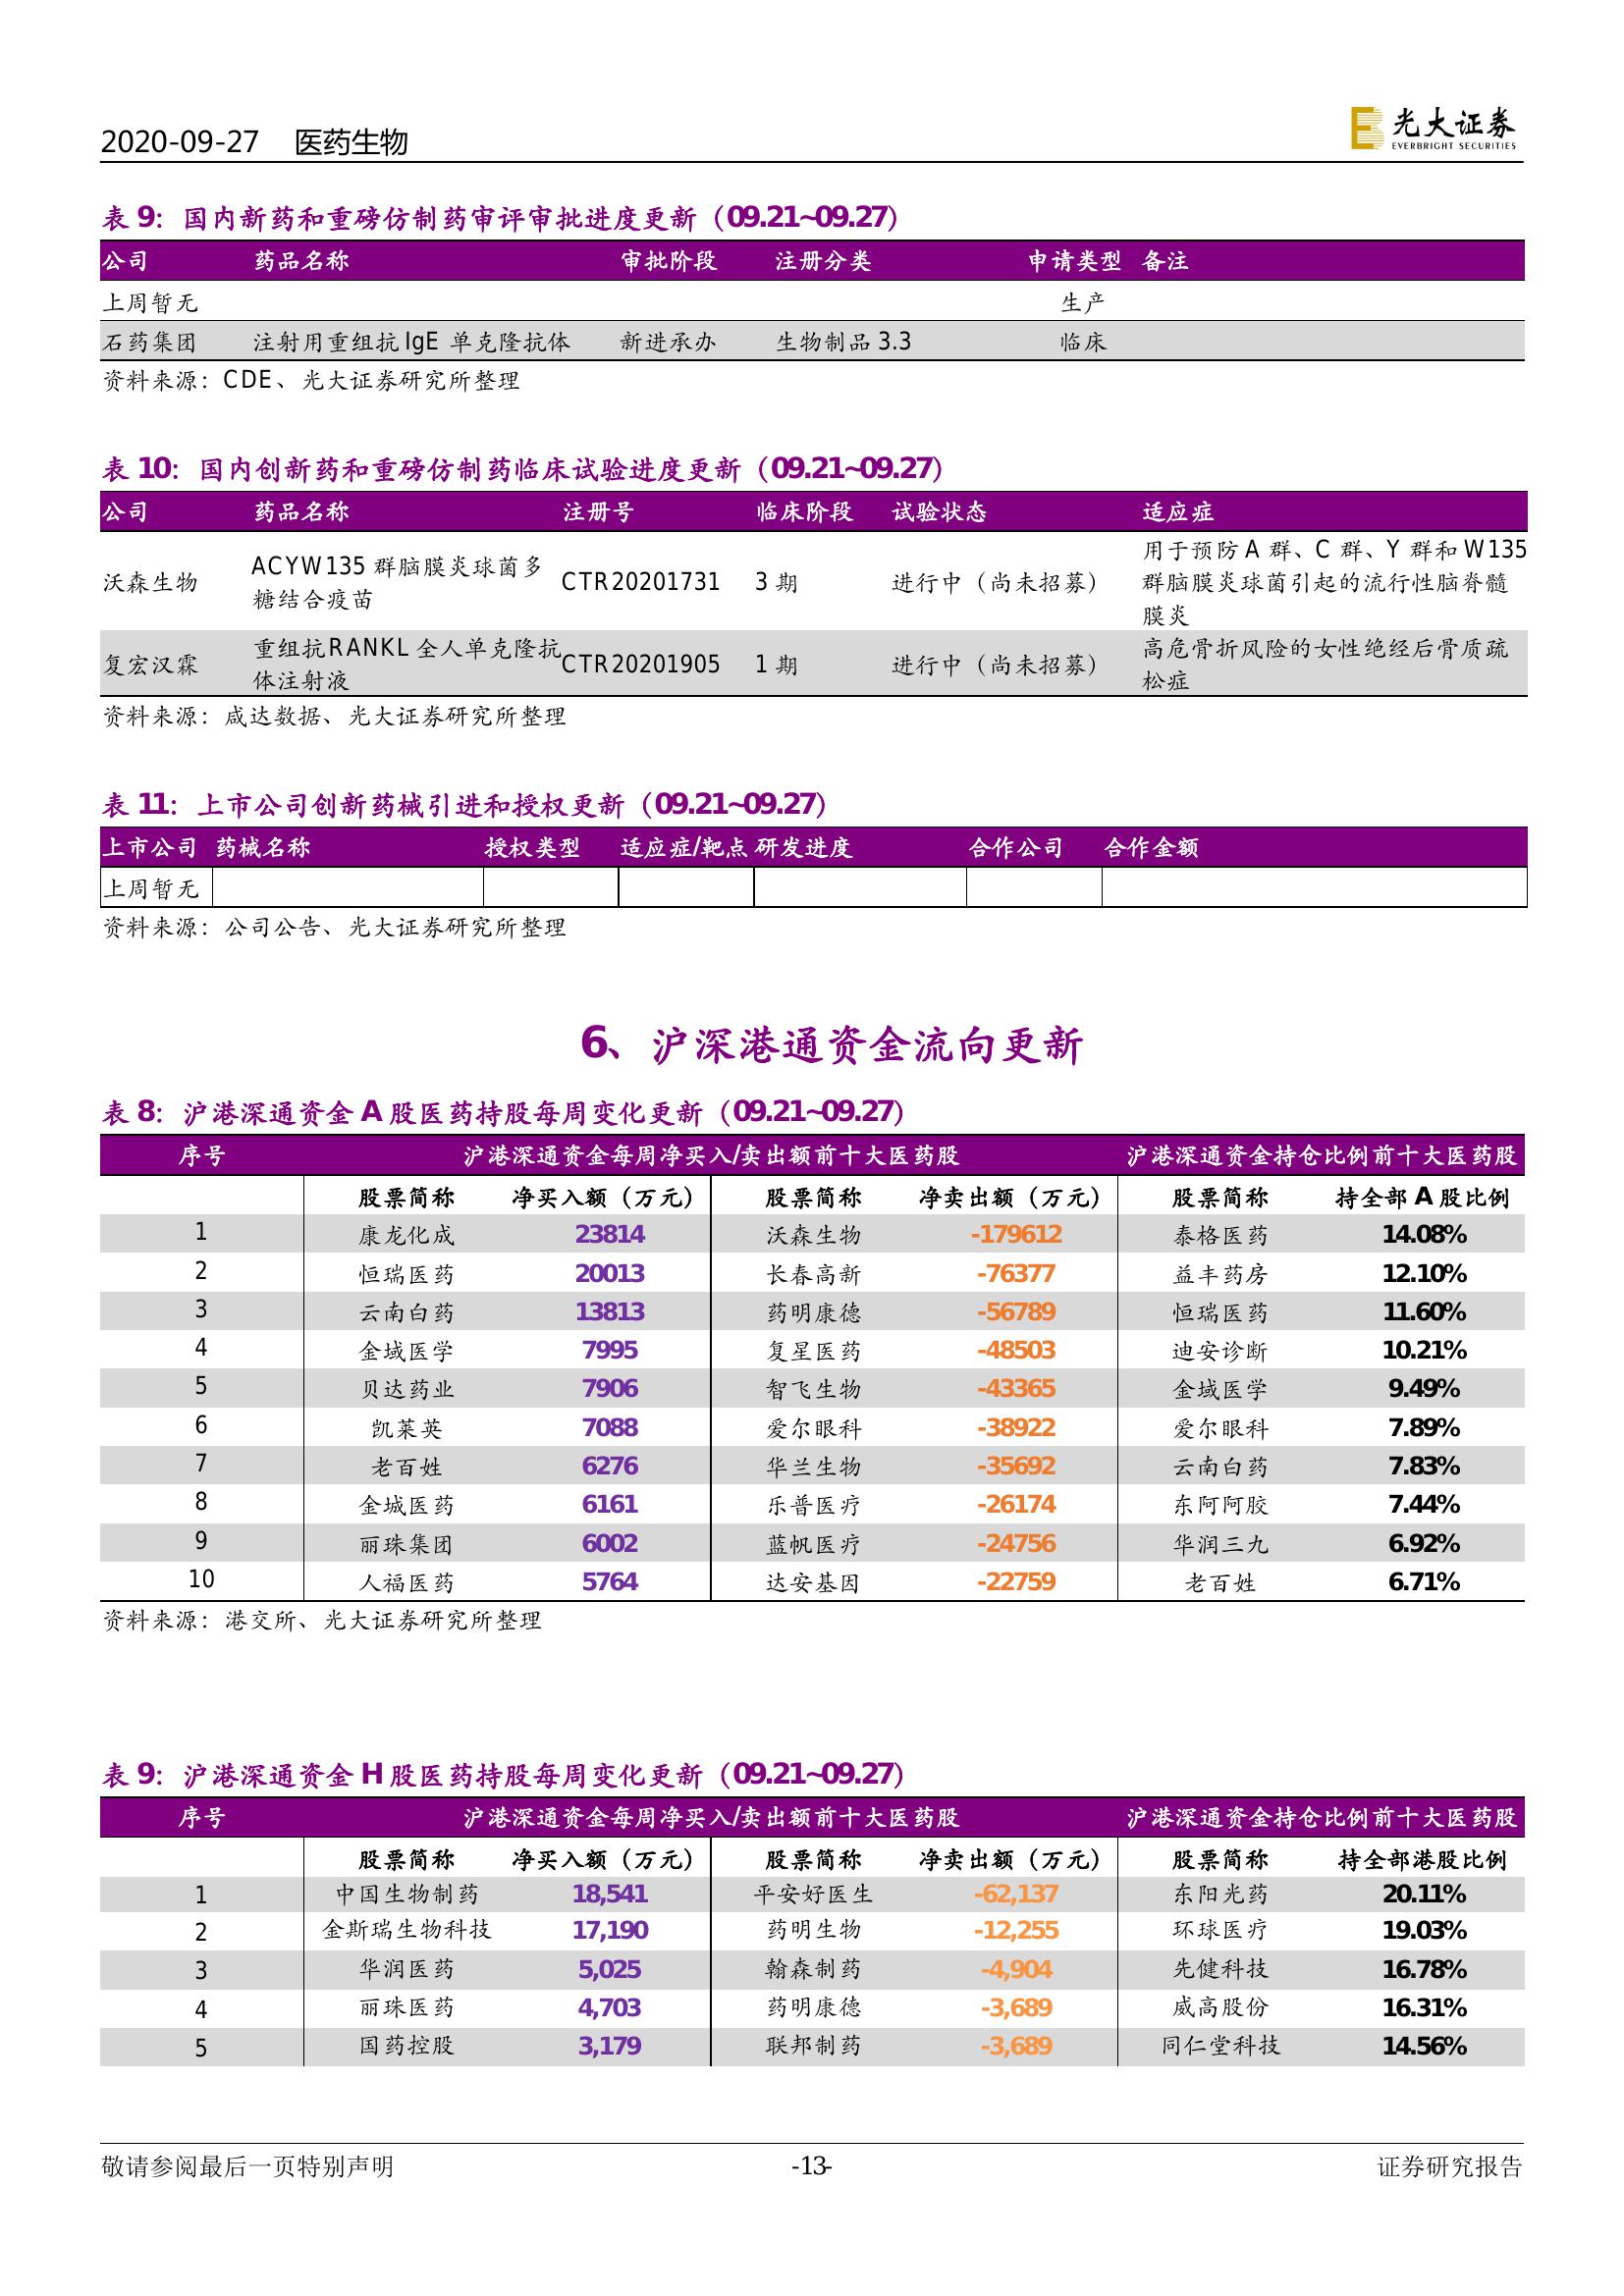 2020-09-27 医药生物
光大证券
EVERBRIGHT SECURITIES
表 9：国内新药和重磅仿制药审评审批进度更新（09.21~09.27）
公司 药品名称 审批阶段 注册分类 申请类型 备注
上周暂无 生产
石药集团 注射用重组抗 IgE 单克隆抗体 新进承办 生物制品 3.3 临床
资料来源：CDE、光大证券研究所整理
表 10：国内创新药和重磅仿制药临床试验进度更新（09.21~09.27）
公司 药品名称 注册号 临床阶段 试验状态 适应症
沃森生物 ACYW135 群脑膜炎球菌多 CTR20201731 3 期 进行中（尚未招募） 用于预防 A 群、C 群、Y 群和 W135
糖结合疫苗 群脑膜炎球菌引起的流行性脑脊髓
膜炎
复宏汉霖 重组抗RANKL 全人单克隆抗 CTR20201905 1 期 进行中（尚未招募） 高危骨折风险的女性绝经后骨质疏
体注射液 松症
资料来源：咸达数据、光大证券研究所整理
表 11：上市公司创新药械引进和授权更新（09.21~09.27）
上市公司 药械名称 授权类型 适应症/靶点 研发进度 合作公司 合作金额
上周暂无
资料来源：公司公告、光大证券研究所整理
6、沪深港通资金流向更新
表 8：沪港深通资金 A 股医药持股每周变化更新（09.21~09.27）
序号 沪港深通资金每周净买入/卖出额前十大医药股 沪港深通资金持仓比例前十大医药股
股票简称 净买入额（万元） 股票简称 净卖出额（万元） 股票简称 持全部 A 股比例
1 康龙化成 23814 沃森生物 -179612 泰格医药 14.08%
2 恒瑞医药 20013 长春高新 -76377 益丰药房 12.10%
3 云南白药 13813 药明康德 -56789 恒瑞医药 11.60%
4 金域医学 7995 复星医药 -48503 迪安诊断 10.21%
5 贝达药业 7906 智飞生物 -43365 金域医学 9.49%
6 凯莱英 7088 爱尔眼科 -38922 爱尔眼科 7.89%
7 老百姓 6276 华兰生物 -35692 云南白药 7.83%
8 金城医药 6161 乐普医疗 -26174 东阿阿胶 7.44%
9 丽珠集团 6002 蓝帆医疗 -24756 华润三九 6.92%
10 人福医药 5764 达安基因 -22759 老百姓 6.71%
资料来源：港交所、光大证券研究所整理
表 9：沪港深通资金 H 股医药持股每周变化更新（09.21~09.27）
序号 沪港深通资金每周净买入/卖出额前十大医药股 沪港深通资金持仓比例前十大医药股
股票简称 净买入额（万元） 股票简称 净卖出额（万元） 股票简称 持全部港股比例
1 中国生物制药 18,541 平安好医生 -62,137 东阳光药 20.11%
2 金斯瑞生物科技 17,190 药明生物 -12,255 环球医疗 19.03%
3 华润医药 5,025 翰森制药 -4,904 先健科技 16.78%
4 丽珠医药 4,703 药明康德 -3,689 威高股份 16.31%
5 国药控股 3,179 联邦制药 -3,689 同仁堂科技 14.56%
敬请参阅最后一页特别声明 -13- 证券研究报告